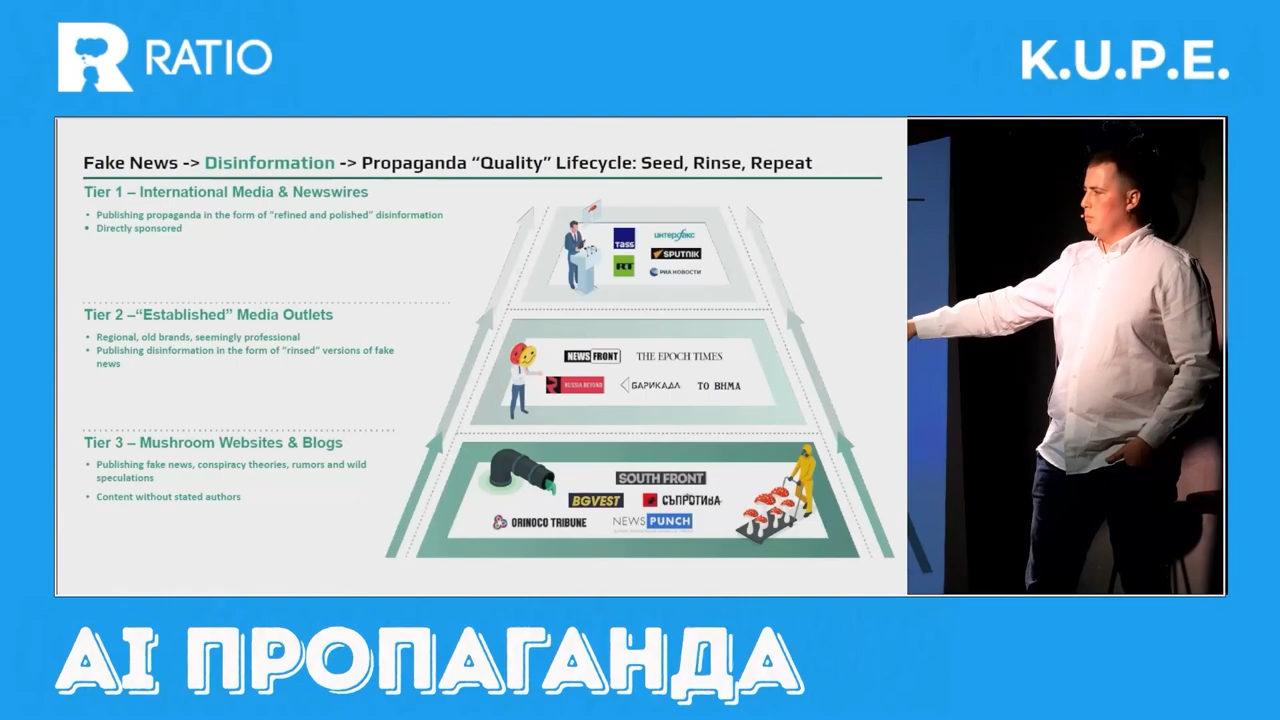 RATIO
K.U.P.E.
Fake News -> Disinformation -> Propaganda “Quality” Lifecycle: Seed, Rinse, Repeat
Tier 1 – International Media & Newswires
• Publishing propaganda in the form of “refined and polished” disinformation
• Directly sponsored
TASS
интерфакс
RT
SPUTNIK
РИА НОВОСТИ
Tier 2 –“Established” Media Outlets
• Regional, old brands, seemingly professional
• Publishing disinformation in the form of “rinsed” versions of fake
news
NEWS FRONT
THE EPOCH TIMES
RUSSIA BEYOND
БАРИКАДА
ΤΟ ΒΗΜΑ
Tier 3 – Mushroom Websites & Blogs
• Publishing fake news, conspiracy theories, rumors and wild
speculations
• Content without stated authors
SOUTH FRONT
BGVEST
СЪПРОТИВА
ORINOCO TRIBUNE
NEWS PUNCH
AI ПРОПАГАНДА